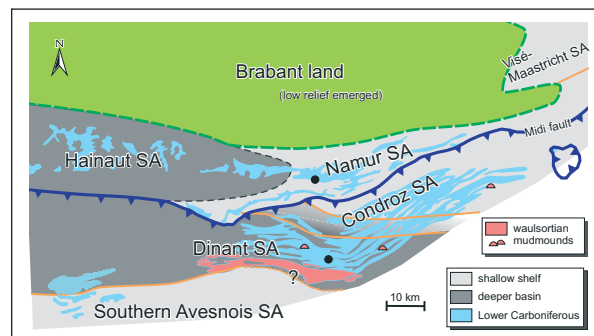 N
Brabant land
(low relief emerged)
Visé-
Maastricht SA
Midi fault
Hainaut SA
Namur SA
Condroz SA
Dinant SA
?
Southern Avesnois SA
10 km
waulsortian
mudmounds
shallow shelf
deeper basin
Lower Carboniferous